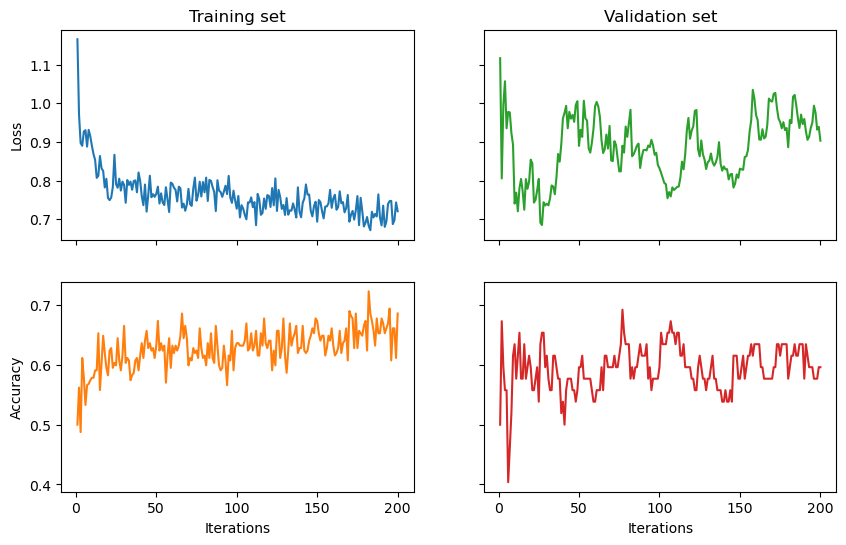 Training set
Validation set
Loss
1.1
1.0
0.9
0.8
0.7
Accuracy
0.7
0.6
0.5
0.4
0 50 100 150 200
0 50 100 150 200
Iterations
Iterations